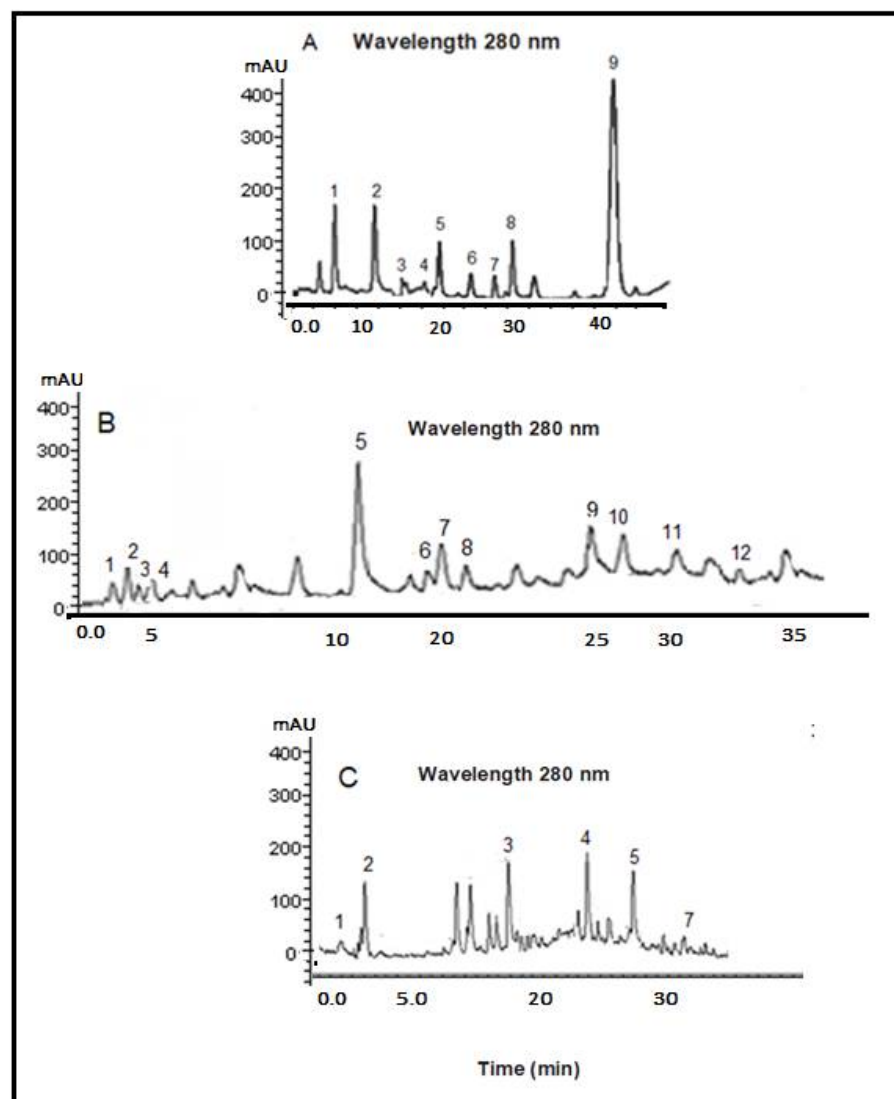 A Wavelength 280 nm
mAU
400
300
200
100
0
1 2 3 4 5 6 7 8 9
0.0 10 20 30 40
mAU
400
300
200
100
0
B
Wavelength 280 nm
1 2 3 4 5 6 7 8 9 10 11 12
0.0 5 10 20 25 30 35
mAU
400
300
200
100
0
C
Wavelength 280 nm
1 2 3 4 5 7
0.0 5.0 20 30
Time (min)